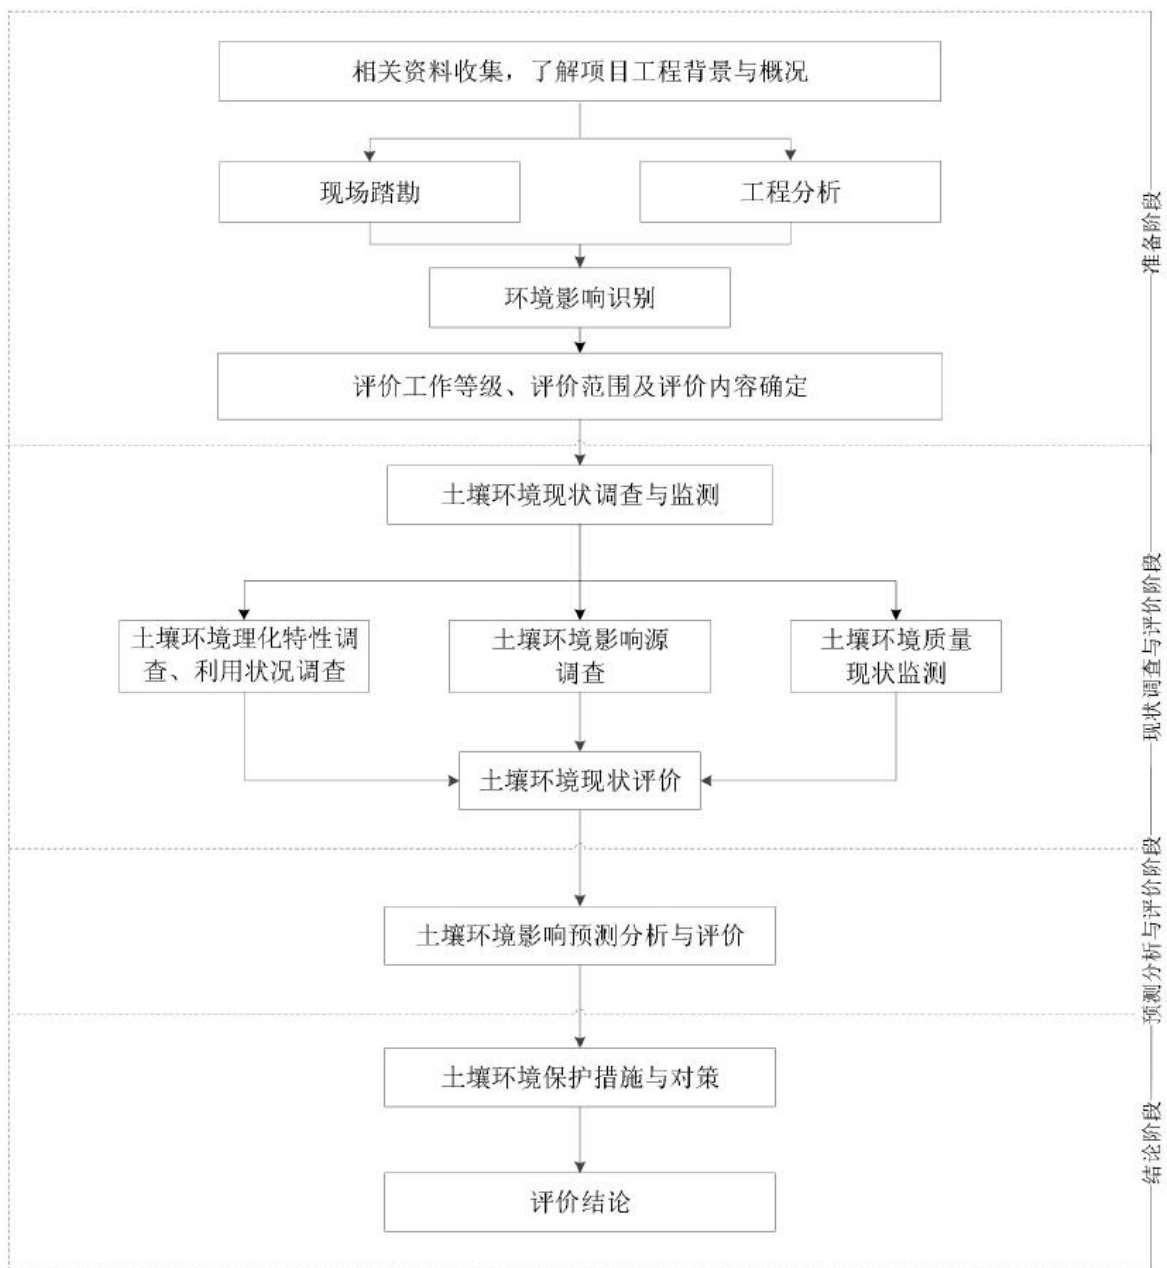 相关资料收集，了解项目工程背景与概况
现场踏勘
工程分析
环境影响识别
评价工作等级、评价范围及评价内容确定
准备阶段
土壤环境现状调查与监测
土壤环境理化特性调
查、利用状况调查
土壤环境影响源
调查
土壤环境质量
现状监测
土壤环境现状评价
现状调查与评价阶段
土壤环境影响预测分析与评价
预测分析与评价阶段
土壤环境保护措施与对策
评价结论
结论阶段